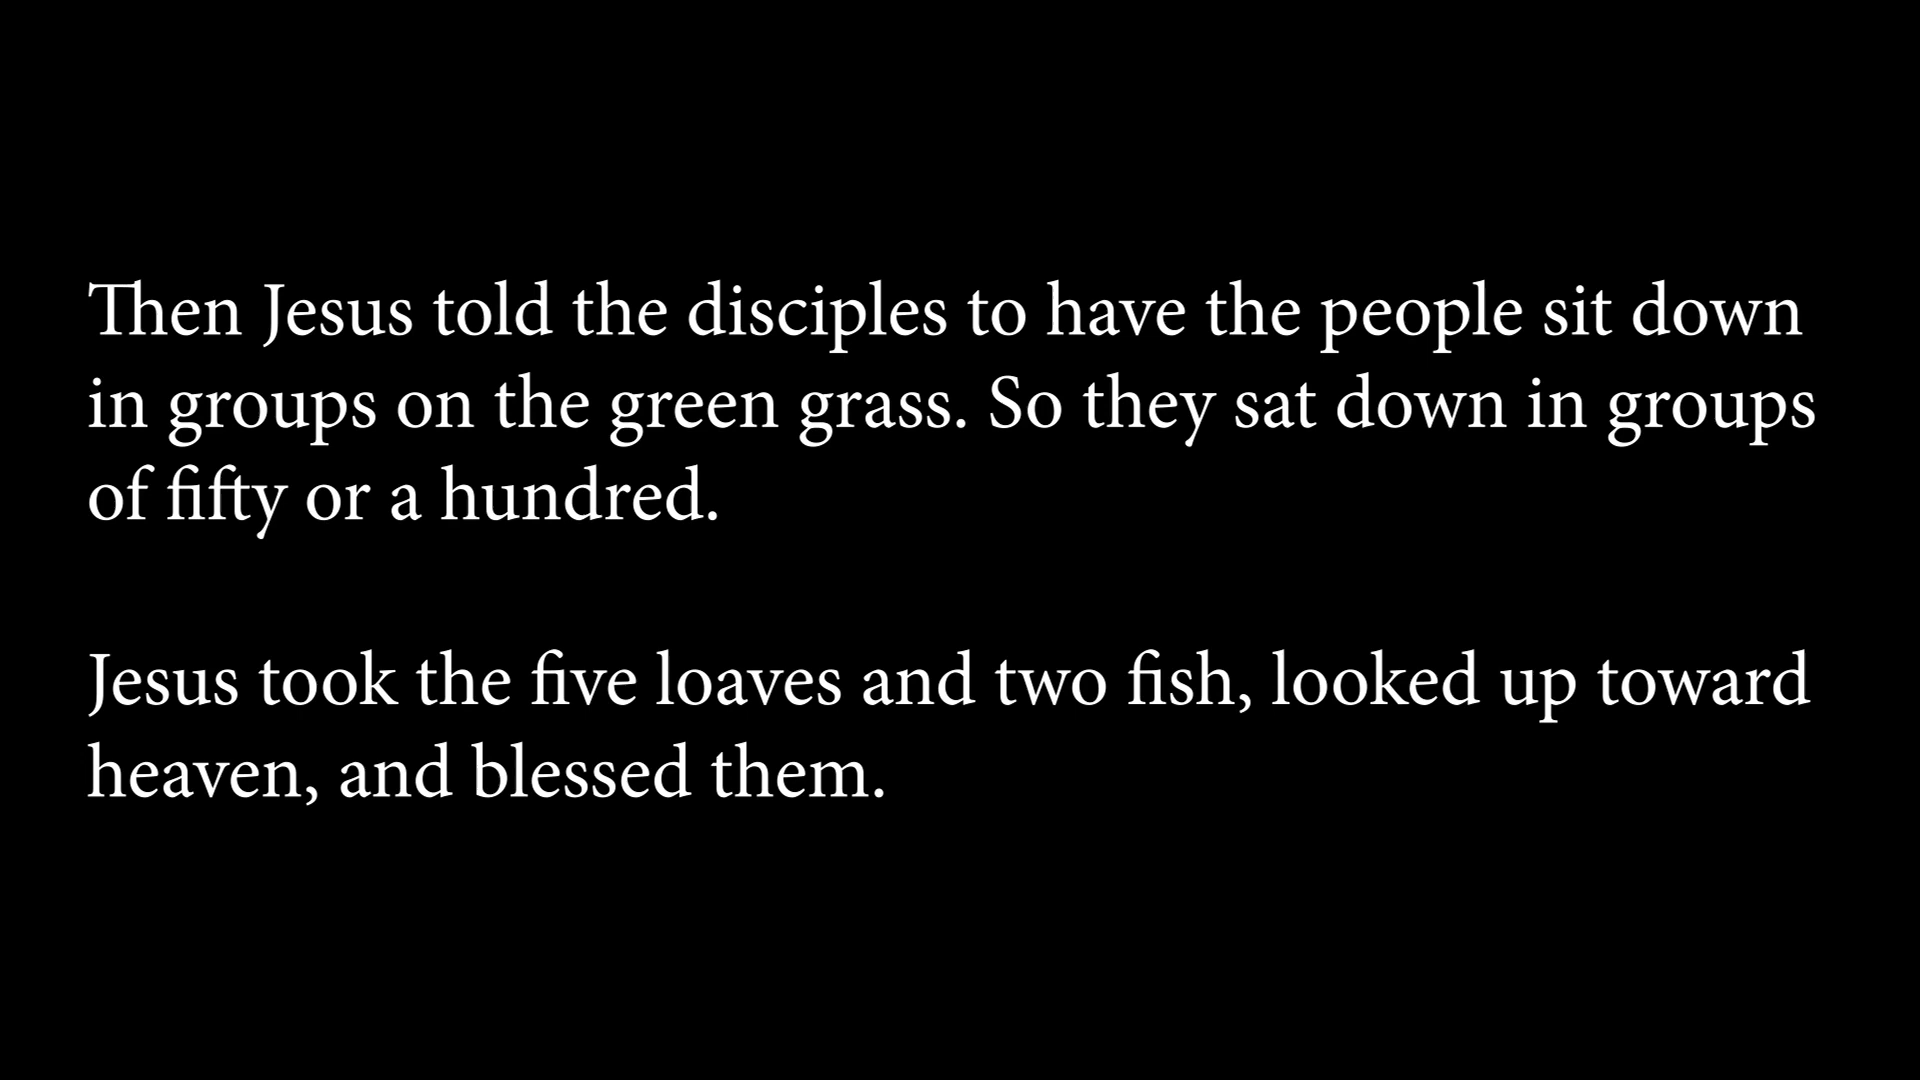 Then Jesus told the disciples to have the people sit down
in groups on the green grass. So they sat down in groups
of fifty or a hundred.
Jesus took the five loaves and two fish, looked up toward
heaven, and blessed them.